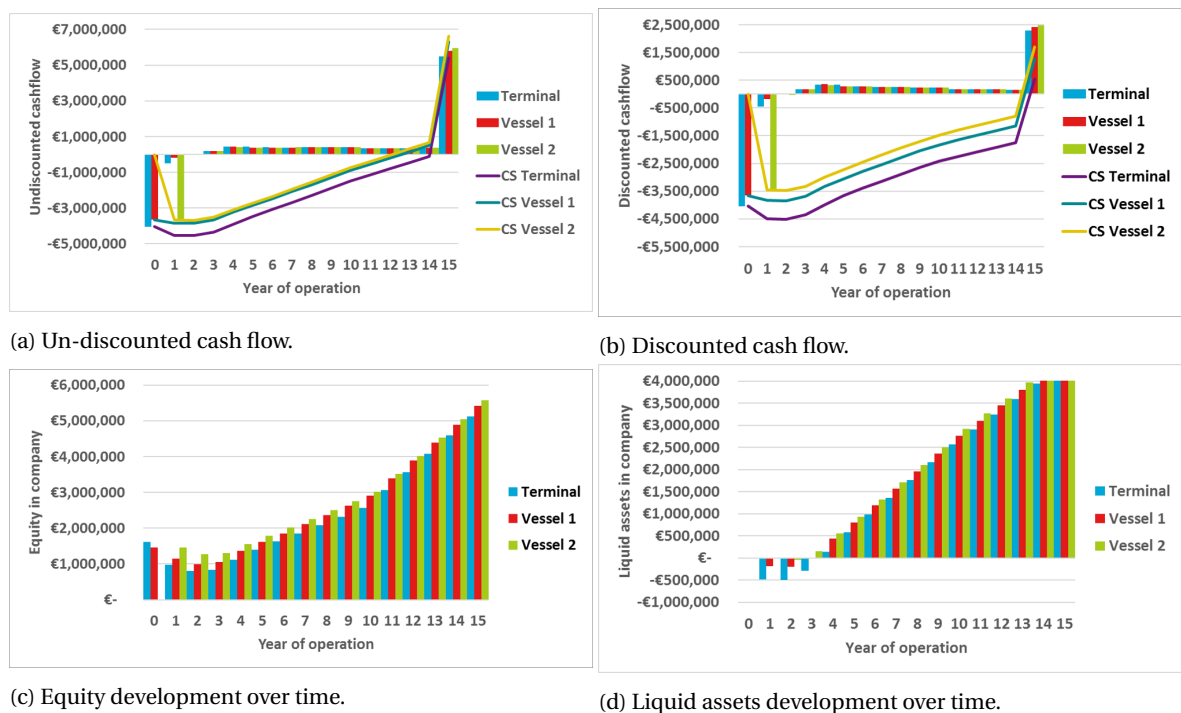 €7,000,000
€5,000,000
€3,000,000
€1,000,000
-€1,000,000
-€3,000,000
-€5,000,000
Undiscounted cashflow
0 1 2 3 4 5 6 7 8 9 10 11 12 13 14 15
Year of operation
Terminal
Vessel 1
Vessel 2
CS Terminal
CS Vessel 1
CS Vessel 2
(a) Un-discounted cash flow.
€2,500,000
€1,500,000
€500,000
-€500,000
-€1,500,000
-€2,500,000
-€3,500,000
-€4,500,000
-€5,500,000
Discounted cashflow
0 1 2 3 4 5 6 7 8 9 10 11 12 13 14 15
Year of operation
Terminal
Vessel 1
Vessel 2
CS Terminal
CS Vessel 1
CS Vessel 2
(b) Discounted cash flow.
€6,000,000
€5,000,000
€4,000,000
€3,000,000
€2,000,000
€1,000,000
€-
Equity in company
0 1 2 3 4 5 6 7 8 9 10 11 12 13 14 15
Year of operation
Terminal
Vessel 1
Vessel 2
(c) Equity development over time.
€4,000,000
€3,500,000
€3,000,000
€2,500,000
€2,000,000
€1,500,000
€1,000,000
€500,000
€-
-€500,000
-€1,000,000
Liquid assets in company
0 1 2 3 4 5 6 7 8 9 10 11 12 13 14 15
Year of operation
Terminal
Vessel 1
Vessel 2
(d) Liquid assets development over time.